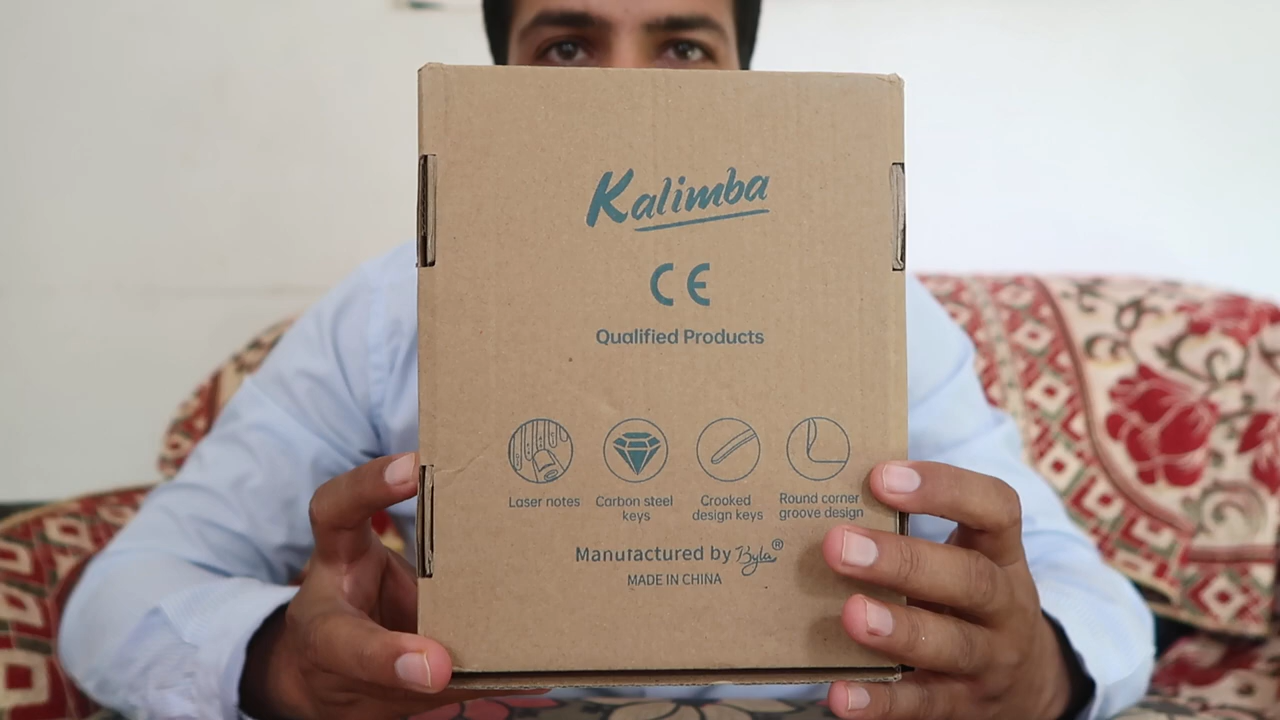 Kalimba
CE
Qualified Products
Laser notes
Carbon steel keys
Crooked design keys
Round corner groove design
Manufactured by Byla®
MADE IN CHINA